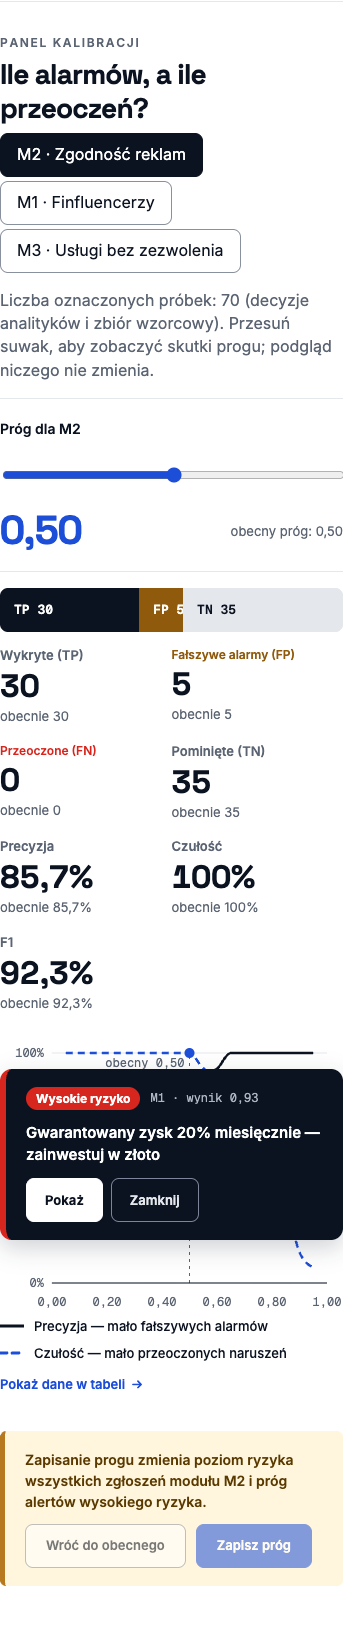 PANEL KALIBRACJI
Ile alarmów, a ile
przeoczeń?
M2 · Zgodność reklam
M1 · Finfluencerzy
M3 · Usługi bez zezwolenia
Liczba oznaczonych próbek: 70 (decyzje
analityków i zbiór wzorcowy). Przesuń
suwak, aby zobaczyć skutki progu; podgląd
niczego nie zmienia.
Próg dla M2
0,50 obecny próg: 0,50
TP 30 FP 5 TN 35
Wykryte (TP) Fałszywe alarmy (FP)
30 5
obecnie 30 obecnie 5
Przeoczone (FN) Pominięte (TN)
0 35
obecnie 0 obecnie 35
Precyzja Czułość
85,7% 100%
obecnie 85,7% obecnie 100%
F1
92,3%
obecnie 92,3%
100%
obecny 0,50
Wysokie ryzyko M1 · wynik 0,93
Gwarantowany zysk 20% miesięcznie —
zainwestuj w złoto
Pokaż Zamknij
0%
0,00 0,20 0,40 0,60 0,80 1,00
Precyzja — mało fałszywych alarmów
Czułość — mało przeoczonych naruszeń
Pokaż dane w tabeli →
Zapisanie progu zmienia poziom ryzyka
wszystkich zgłoszeń modułu M2 i próg
alertów wysokiego ryzyka.
Wróć do obecnego Zapisz próg